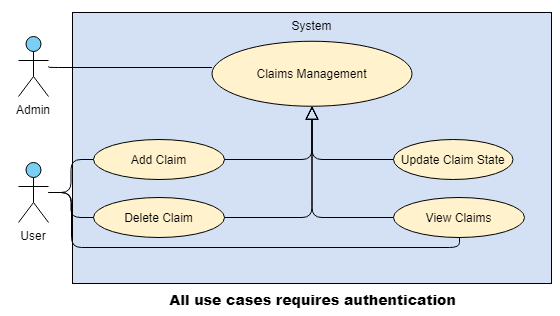 System
Claims Management
Admin
Add Claim
Update Claim State
Delete Claim
View Claims
User
All use cases requires authentication